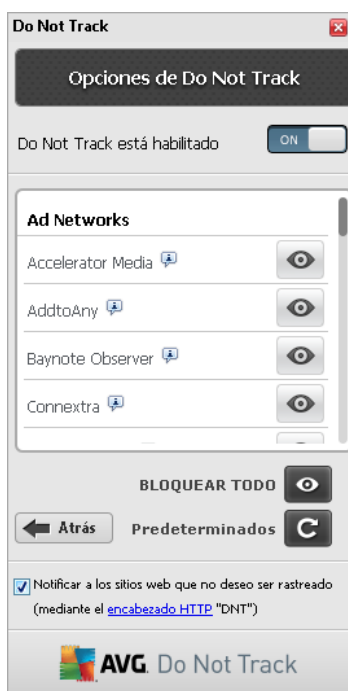 Do Not Track
Opciones de Do Not Track
Do Not Track está habilitado
ON
Ad Networks
Accelerator Media
AddtoAny
Baynote Observer
Connextra
BLOQUEAR TODO
Atrás
Predeterminados
Notificar a los sitios web que no deseo ser rastreado
(mediante el encabezado HTTP "DNT")
AVG. Do Not Track